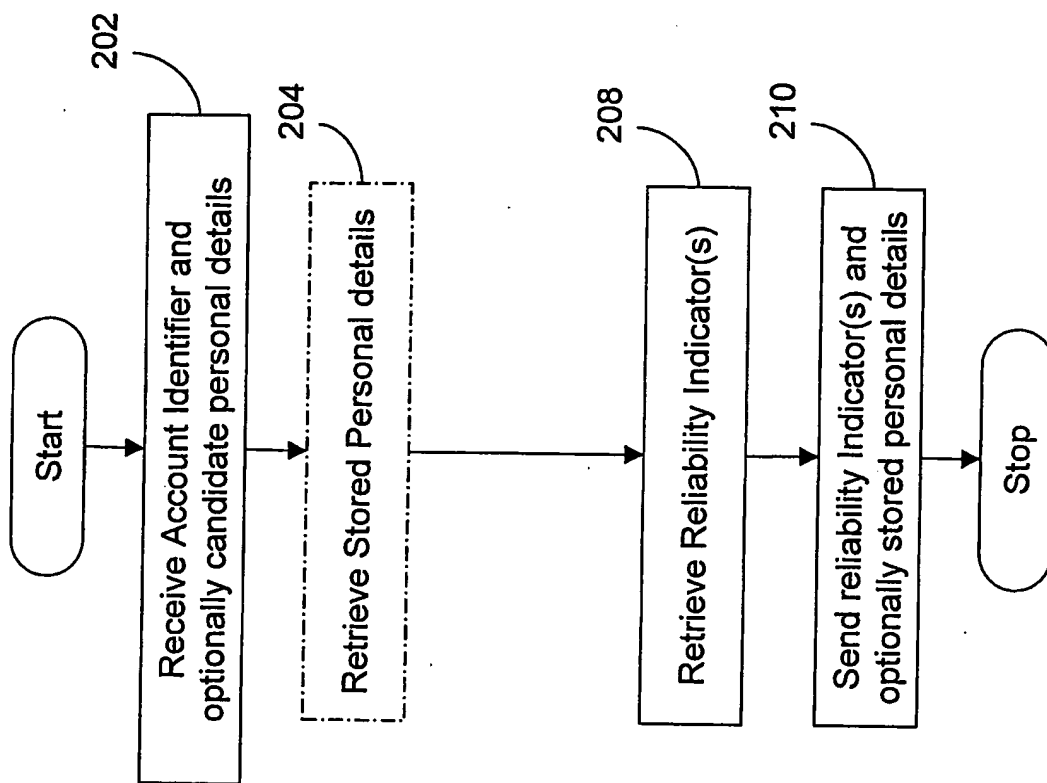 Start
202
Receive Account Identifier and
optionally candidate personal details
204
Retrieve Stored Personal details
208
Retrieve Reliability Indicator(s)
210
Send reliability Indicator(s) and
optionally stored personal details
Stop